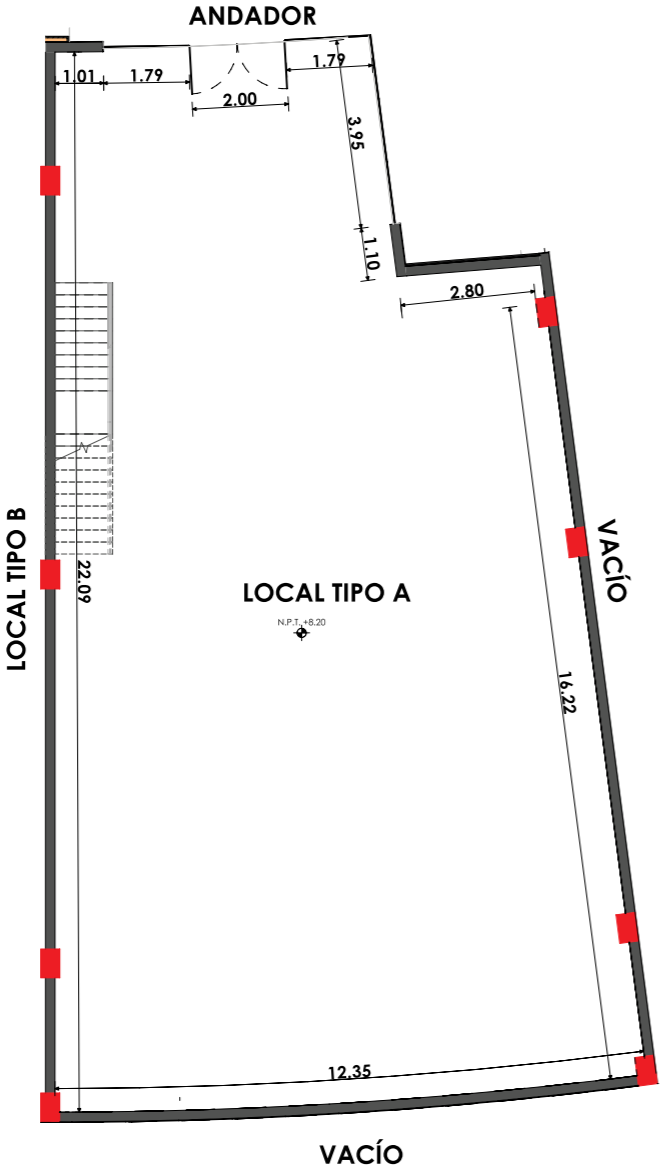 ANDADOR
1.01
1.79
2.00
1.79
3.95
1.10
2.80
LOCAL TIPO B
22.09
LOCAL TIPO A
N.P.T. +8.20
VACÍO
16.22
12.35
VACÍO